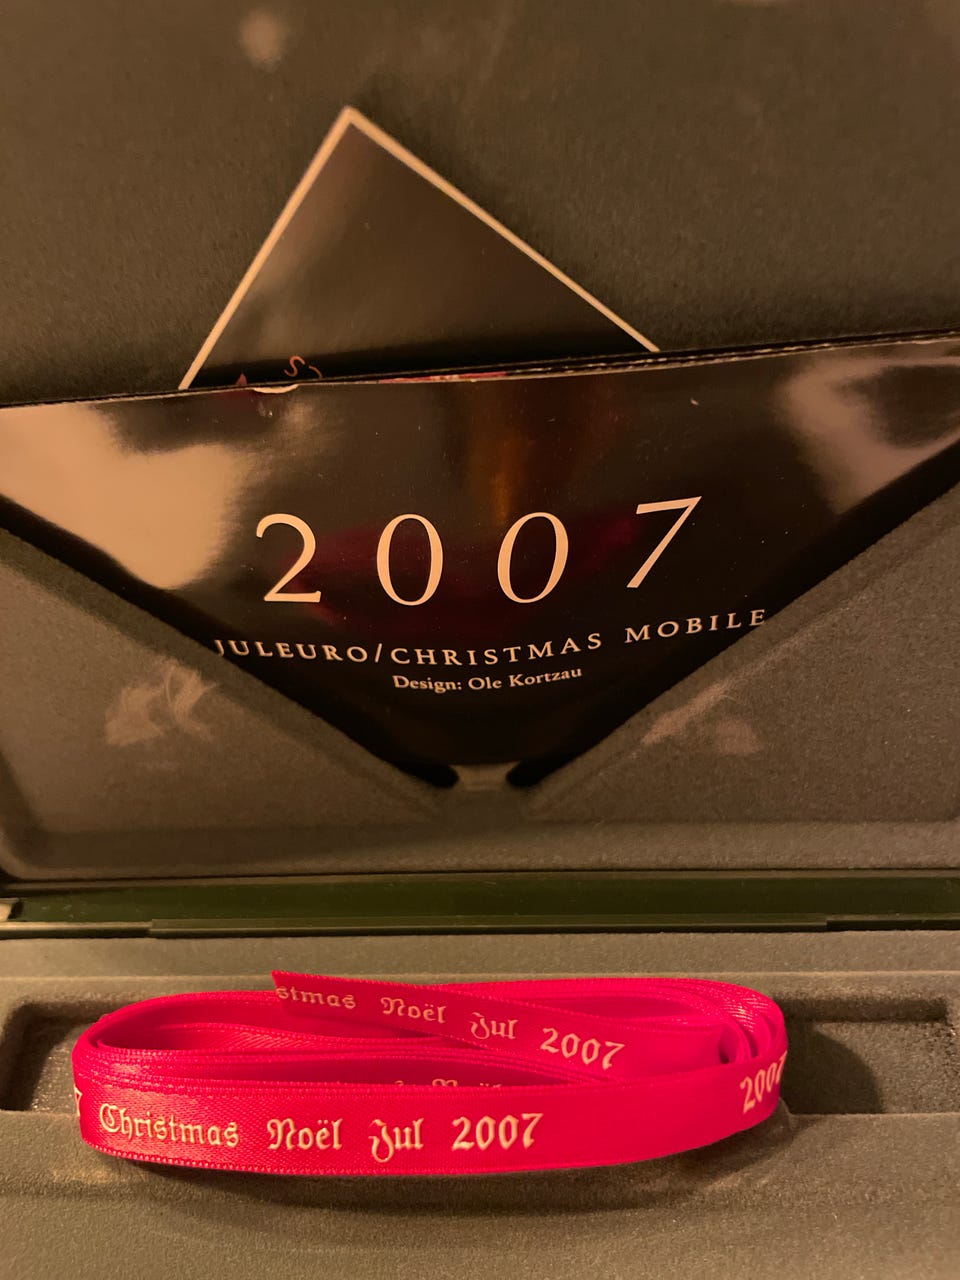 2007
JULEURO/CHRISTMAS MOBILE
Design: Ole Kortzau
stmas Noël Jul 2007
Christmas Noël Jul 2007
2007